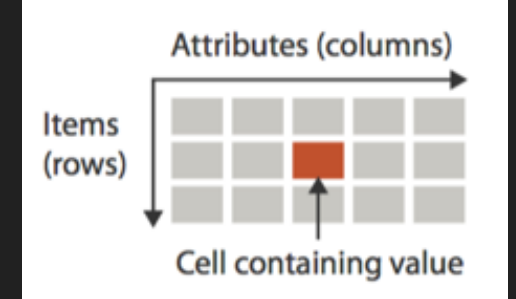 Attributes (columns)
Items
(rows)
Cell containing value